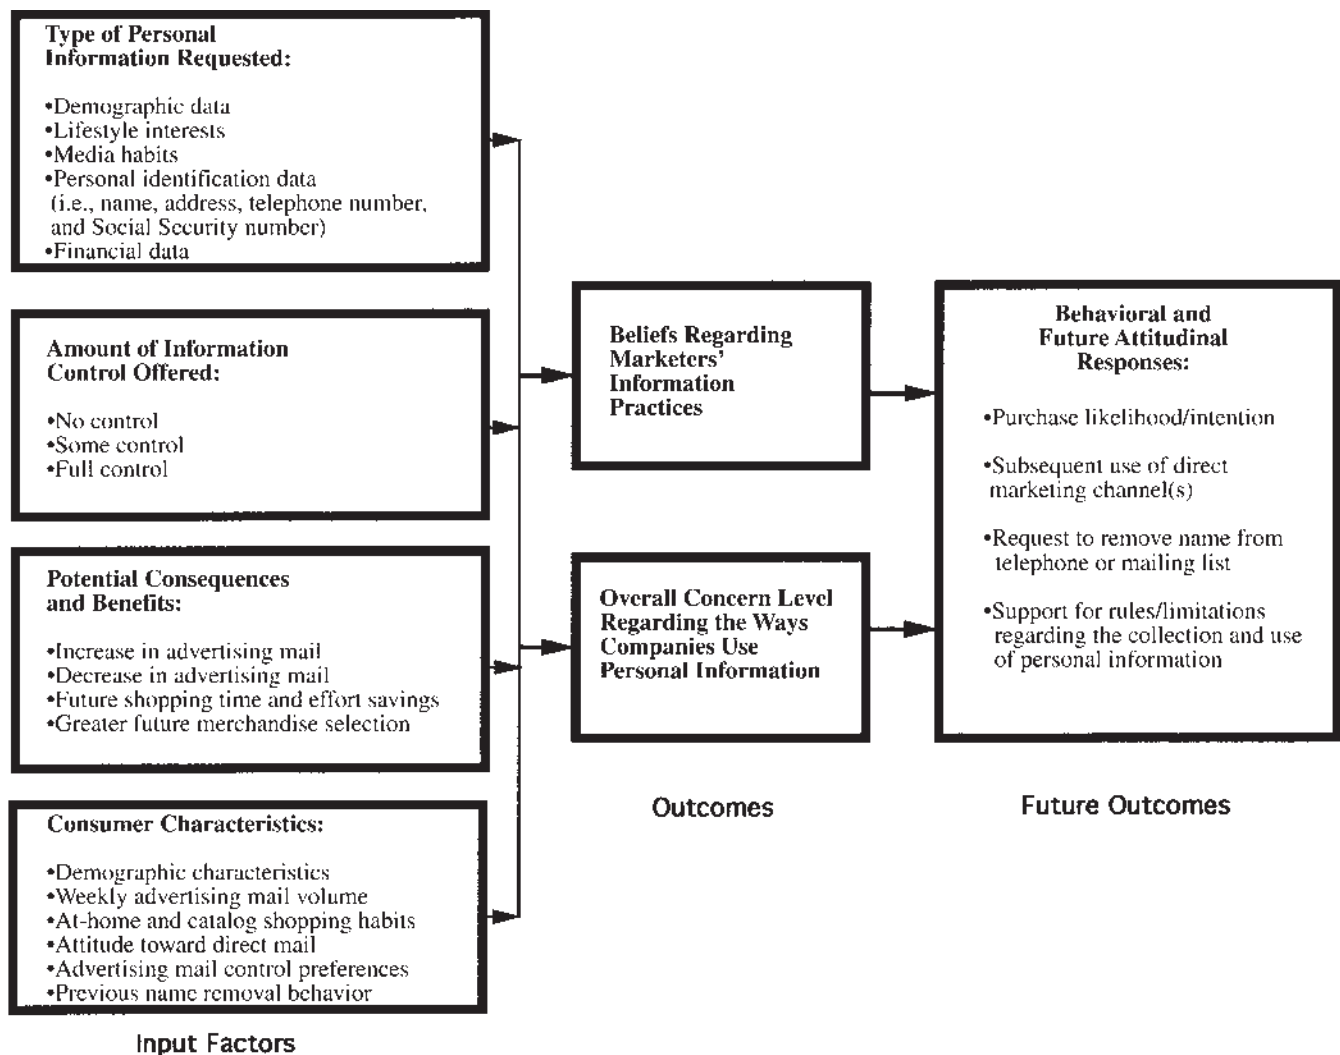 Type of Personal
Information Requested:
•Demographic data
•Lifestyle interests
•Media habits
•Personal identification data
(i.e., name, address, telephone number,
and Social Security number)
•Financial data
Amount of Information
Control Offered:
•No control
•Some control
•Full control
Potential Consequences
and Benefits:
•Increase in advertising mail
•Decrease in advertising mail
•Future shopping time and effort savings
•Greater future merchandise selection
Consumer Characteristics:
•Demographic characteristics
•Weekly advertising mail volume
•At-home and catalog shopping habits
•Attitude toward direct mail
•Advertising mail control preferences
•Previous name removal behavior
Input Factors
Beliefs Regarding
Marketers’
Information
Practices
Overall Concern Level
Regarding the Ways
Companies Use
Personal Information
Outcomes
Behavioral and
Future Attitudinal
Responses:
•Purchase likelihood/intention
•Subsequent use of direct
marketing channel(s)
•Request to remove name from
telephone or mailing list
•Support for rules/limitations
regarding the collection and use
of personal information
Future Outcomes